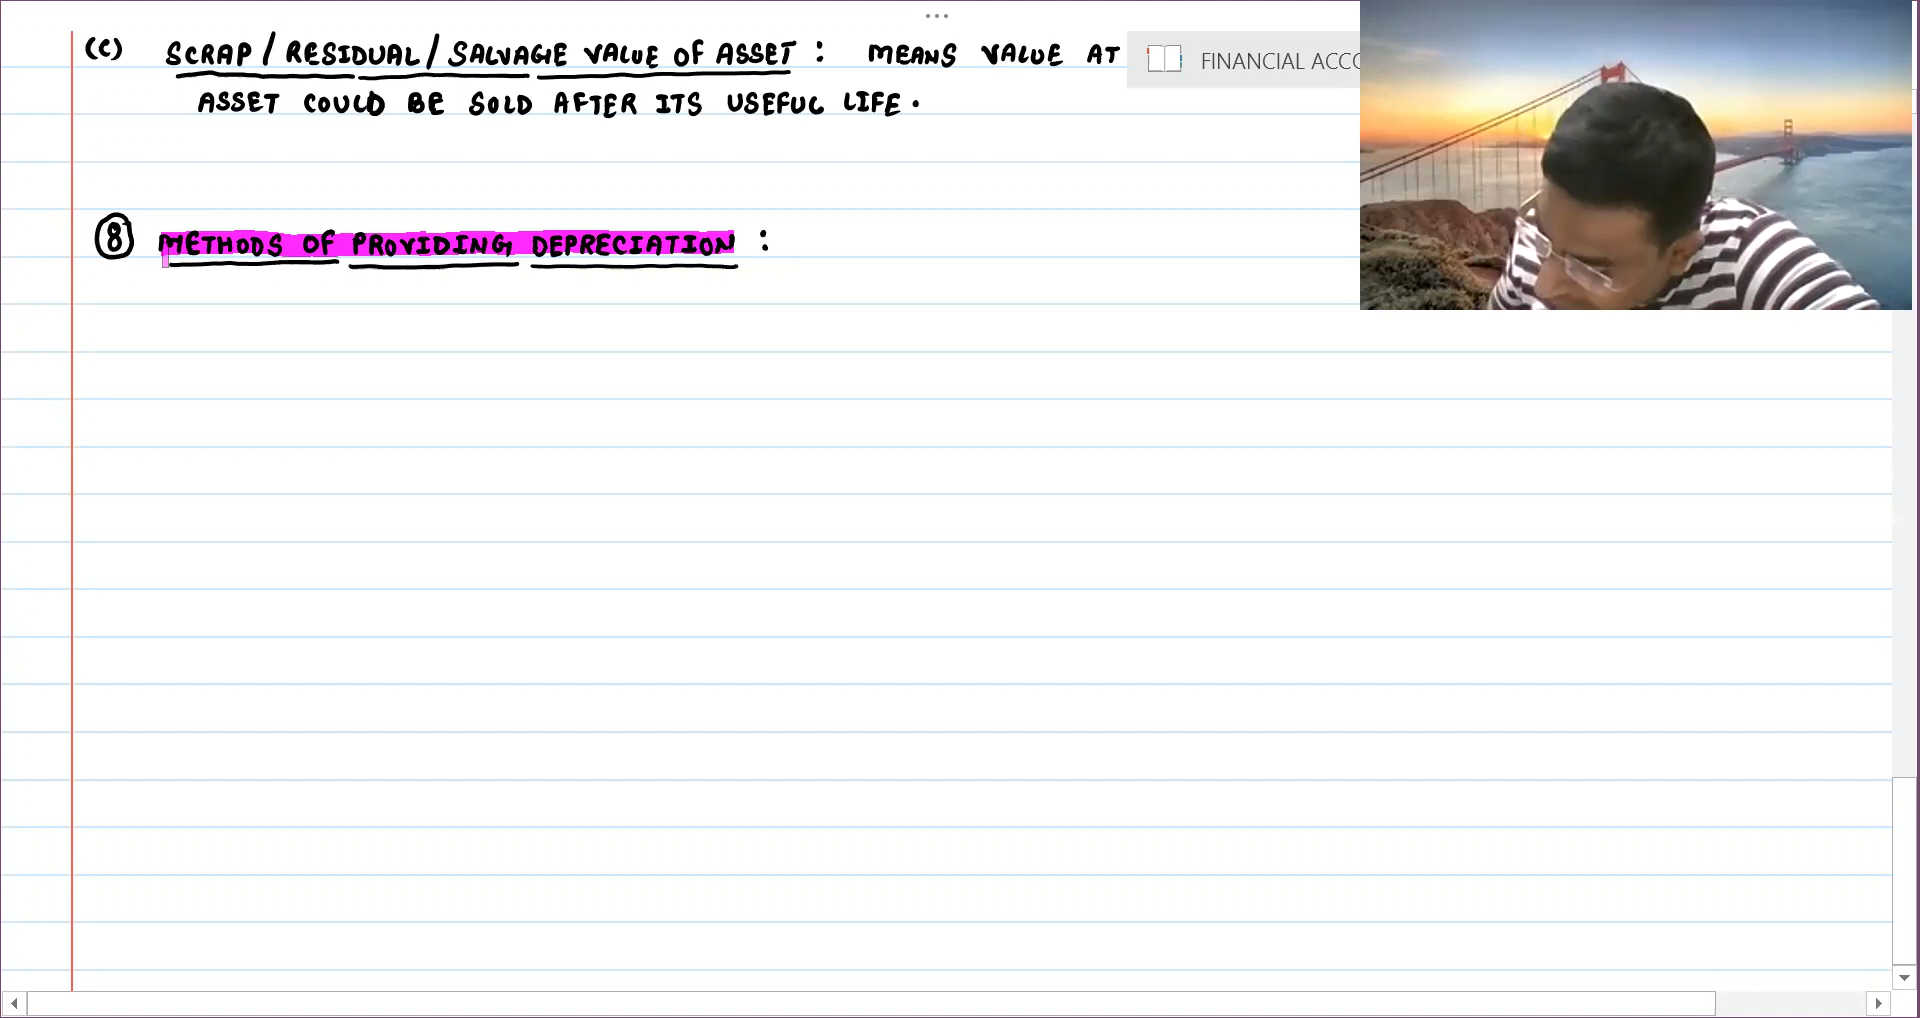 (C) SCRAP / RESIDUAL / SALVAGE VALUE OF ASSET : MEANS VALUE AT
FINANCIAL ACCO
ASSET COULD BE SOLD AFTER ITS USEFUL LIFE.
8 METHODS OF PROVIDING DEPRECIATION :